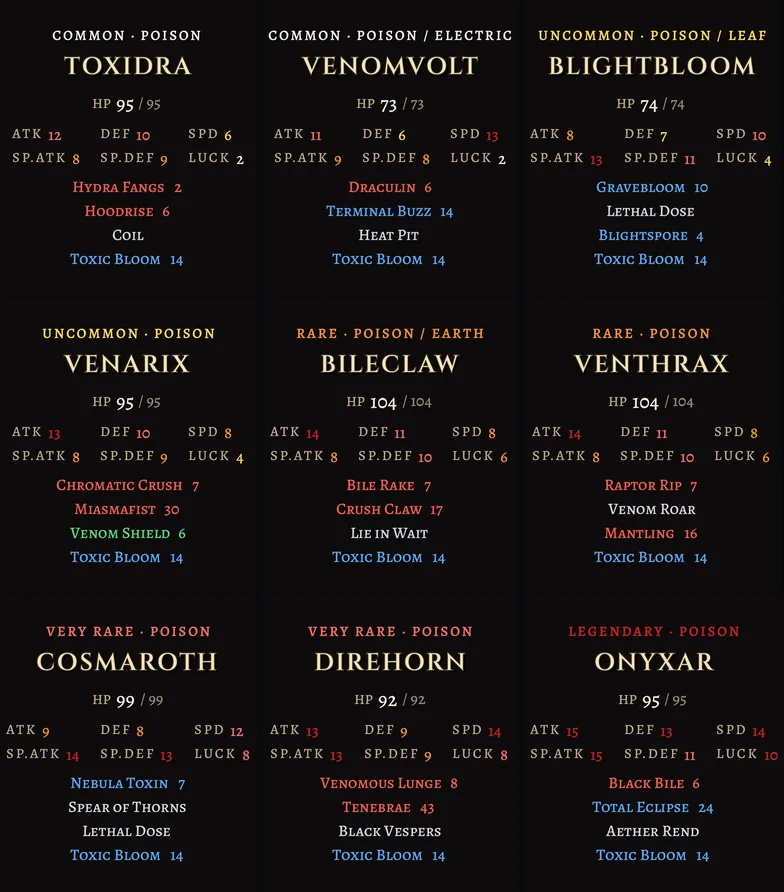 COMMON · POISON
TOXIDRA
HP 95 / 95
ATK 12 DEF 10 SPD 6
SP.ATK 8 SP.DEF 9 LUCK 2
HYDRA FANGS 2
HOODRISE 6
COIL
TOXIC BLOOM 14
COMMON · POISON / ELECTRIC
VENOMVOLT
HP 73 / 73
ATK 11 DEF 6 SPD 13
SP.ATK 9 SP.DEF 8 LUCK 2
DRACULIN 6
TERMINAL BUZZ 14
HEAT PIT
TOXIC BLOOM 14
UNCOMMON · POISON / LEAF
BLIGHTBLOOM
HP 74 / 74
ATK 8 DEF 7 SPD 10
SP.ATK 13 SP.DEF 11 LUCK 4
GRAVEBLOOM 10
LETHAL DOSE
BLIGHTSPORE 4
TOXIC BLOOM 14
UNCOMMON · POISON
VENARIX
HP 95 / 95
ATK 13 DEF 10 SPD 8
SP.ATK 8 SP.DEF 9 LUCK 4
CHROMATIC CRUSH 7
MIASMAFIST 30
VENOM SHIELD 6
TOXIC BLOOM 14
RARE · POISON / EARTH
BILECLAW
HP 104 / 104
ATK 14 DEF 11 SPD 8
SP.ATK 8 SP.DEF 10 LUCK 6
BILE RAKE 7
CRUSH CLAW 17
LIE IN WAIT
TOXIC BLOOM 14
RARE · POISON
VENTHRAX
HP 104 / 104
ATK 14 DEF 11 SPD 8
SP.ATK 8 SP.DEF 10 LUCK 6
RAPTOR RIP 7
VENOM ROAR
MANTLING 16
TOXIC BLOOM 14
VERY RARE · POISON
COSMAROTH
HP 99 / 99
ATK 9 DEF 8 SPD 12
SP.ATK 14 SP.DEF 13 LUCK 8
NEBULA TOXIN 7
SPEAR OF THORNS
LETHAL DOSE
TOXIC BLOOM 14
VERY RARE · POISON
DIREHORN
HP 92 / 92
ATK 13 DEF 9 SPD 14
SP.ATK 13 SP.DEF 9 LUCK 8
VENOMOUS LUNGE 8
TENEBRAE 43
BLACK VESPERS
TOXIC BLOOM 14
LEGENDARY · POISON
ONYXAR
HP 95 / 95
ATK 15 DEF 13 SPD 14
SP.ATK 15 SP.DEF 11 LUCK 10
BLACK BILE 6
TOTAL ECLIPSE 24
AETHER REND
TOXIC BLOOM 14